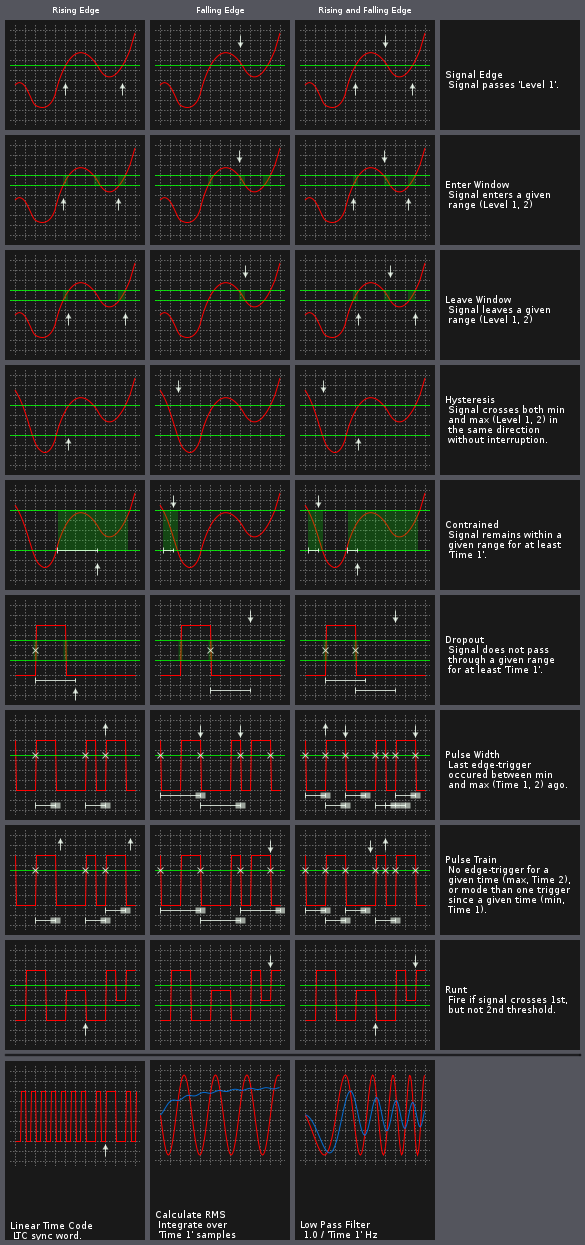 Rising Edge
Falling Edge
Rising and Falling Edge
Signal Edge
Signal passes 'Level 1'.
Enter Window
Signal enters a given
range (Level 1, 2)
Leave Window
Signal leaves a given
range (Level 1, 2)
Hysteresis
Signal crosses both min
and max (Level 1, 2) in
the same direction
without interruption.
Contrained
Signal remains within a
given range for at least
'Time 1'.
Dropout
Signal does not pass
through a given range
for at least 'Time 1'.
Pulse Width
Last edge-trigger
occured between min
and max (Time 1, 2) ago.
Pulse Train
No edge-trigger for a
given time (max, Time 2),
or mode than one trigger
since a given time (min,
Time 1).
Runt
Fire if signal crosses 1st,
but not 2nd threshold.
Linear Time Code
LTC sync word.
Calculate RMS
Integrate over
'Time 1' samples
Low Pass Filter
1.0 / 'Time 1' Hz